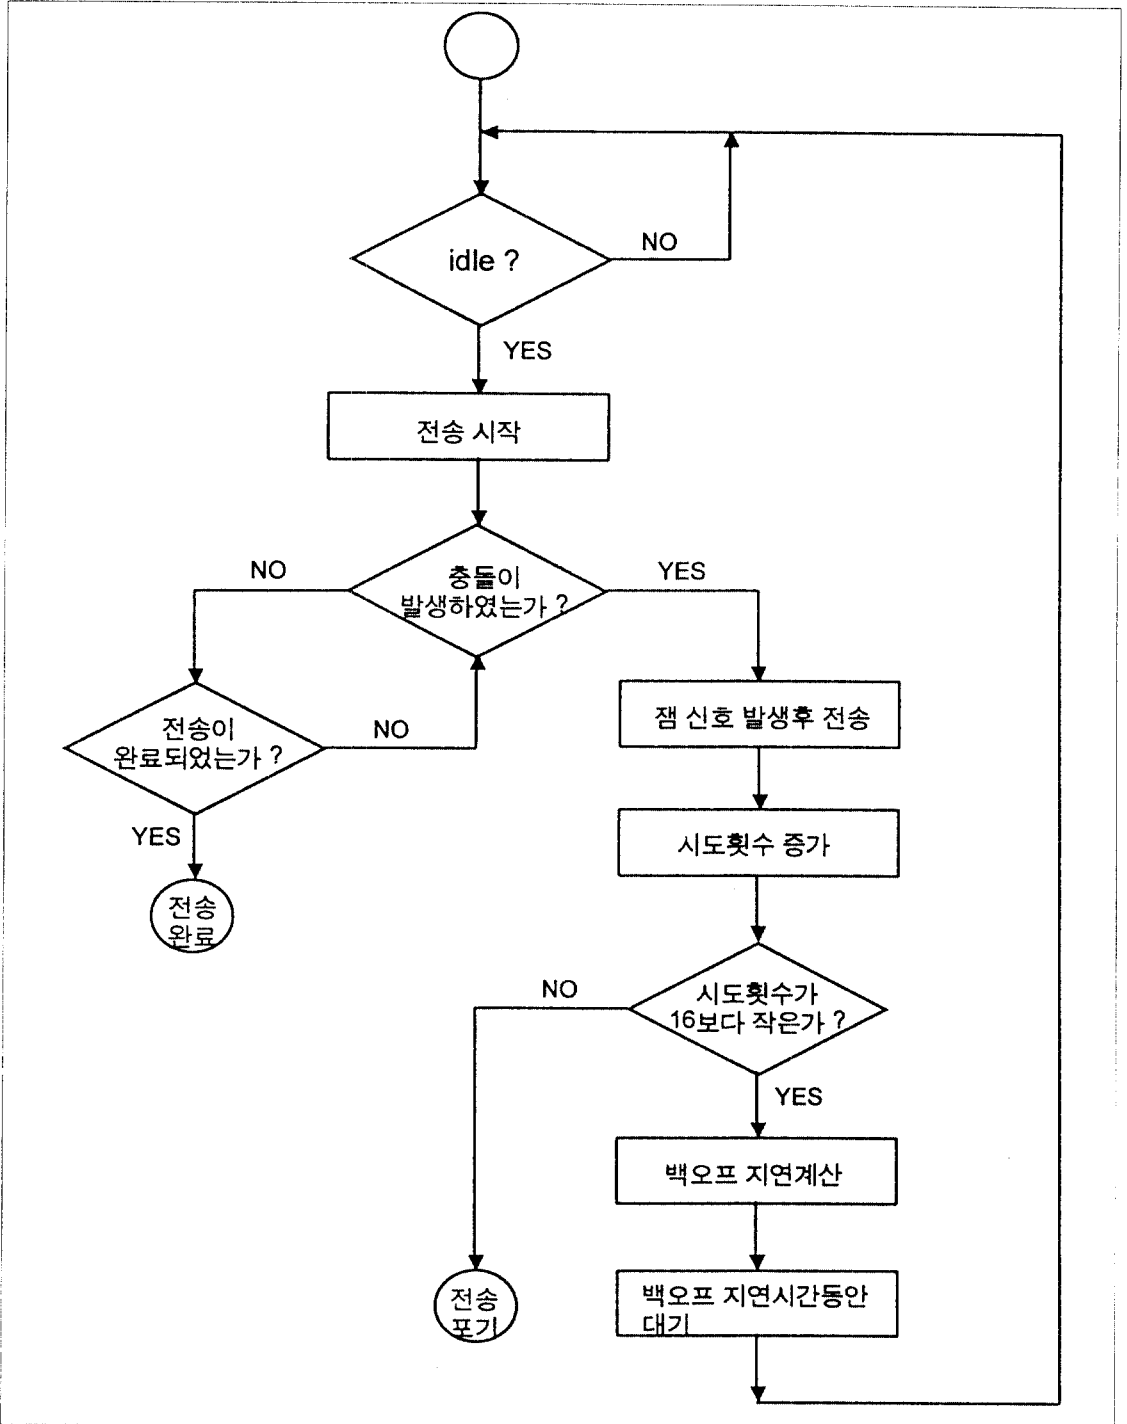 idle ?
NO
YES
전송 시작
충돌이
발생하였는가 ?
NO
YES
전송이
완료되었는가 ?
NO
YES
전송
완료
잼 신호 발생후 전송
시도횟수 증가
시도횟수가
16보다 작은가 ?
NO
YES
백오프 지연계산
백오프 지연시간동안
대기
전송
포기